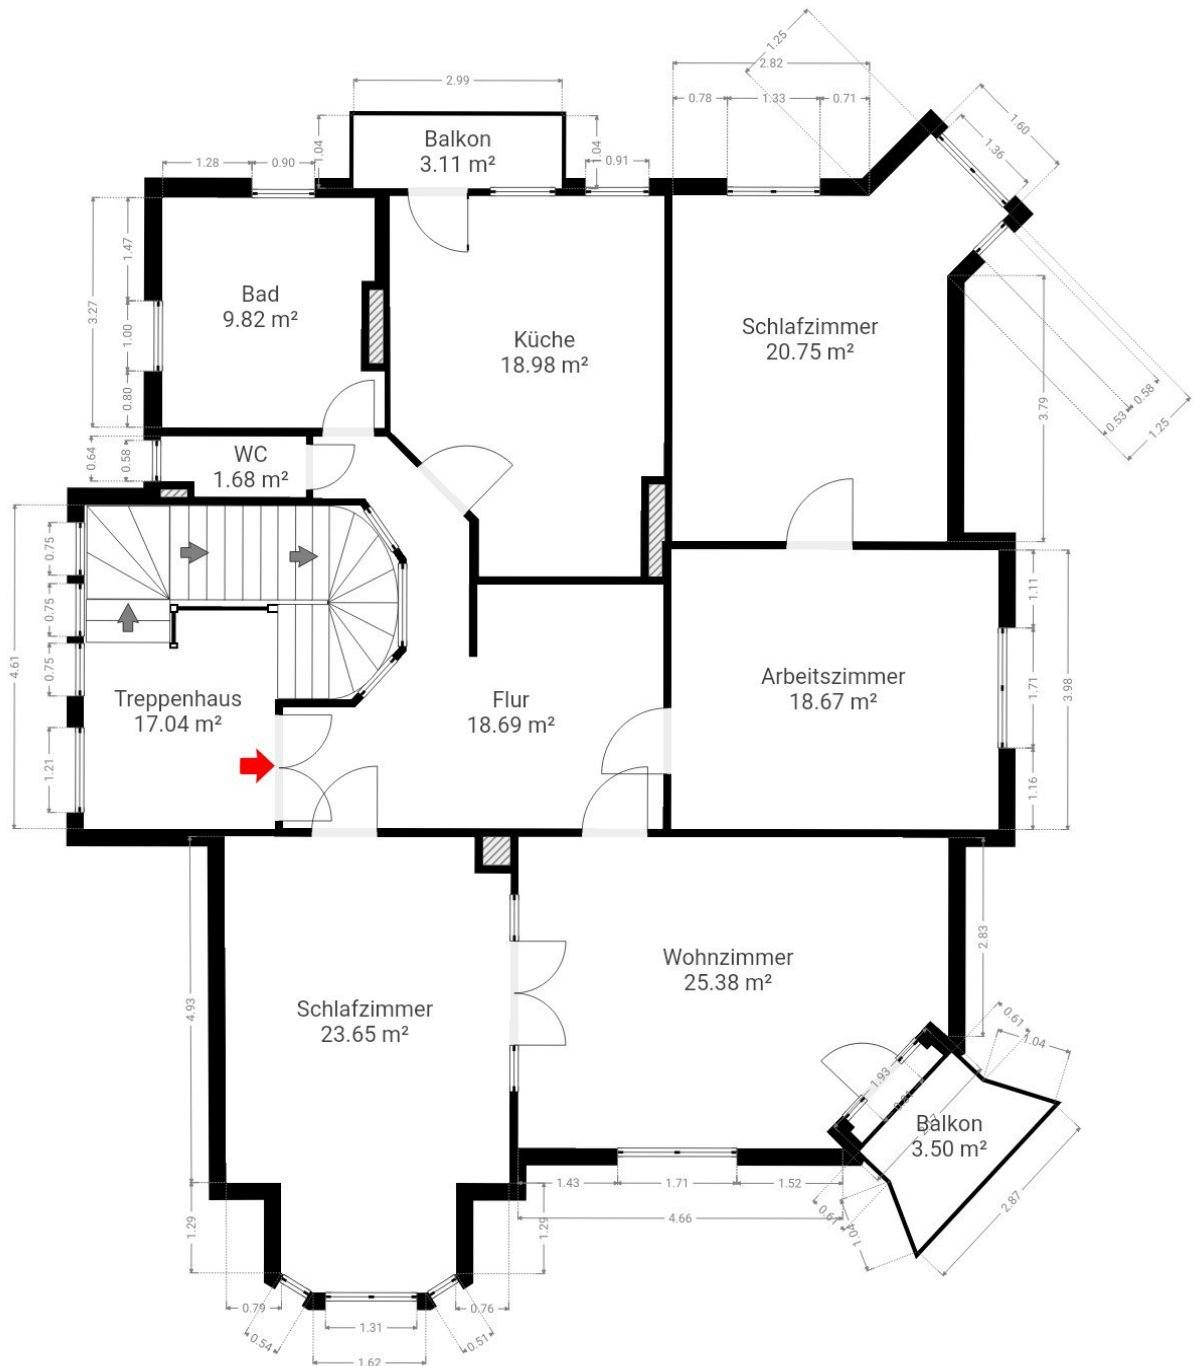 1.25
2.82
2.99
0.78
1.33
0.71
1.60
1.36
1.28
0.90
1.04
Balkon
3.11 m²
1.04
0.91
1.47
3.27
1.00
0.80
Bad
9.82 m²
Küche
18.98 m²
Schlafzimmer
20.75 m²
3.79
0.53
0.58
1.25
0.64
0.58
WC
1.68 m²
0.75
0.75
0.75
4.61
1.21
Treppenhaus
17.04 m²
Flur
18.69 m²
Arbeitszimmer
18.67 m²
1.11
1.71
3.98
1.16
4.93
Schlafzimmer
23.65 m²
Wohnzimmer
25.38 m²
2.83
0.61
1.04
1.93
Balkon
3.50 m²
2.87
1.43
1.71
1.52
4.66
0.61
1.04
1.29
1.29
0.79
0.76
0.54
1.31
0.51
1.62